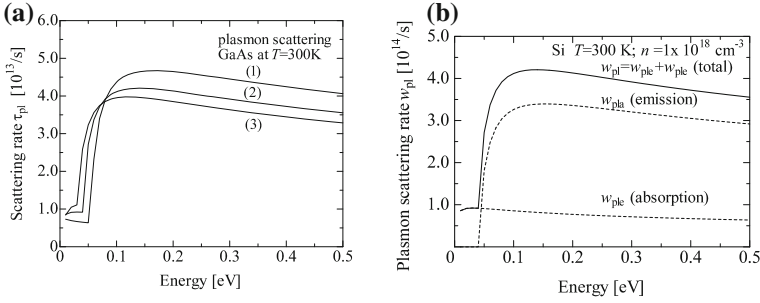 (a)
plasmon scattering
GaAs at T=300K
(1)
(2)
(3)
Scattering rate τpl [10^13/s]
6.0
5.0
4.0
3.0
2.0
1.0
0
0 0.1 0.2 0.3 0.4 0.5
Energy [eV]
(b)
Si T=300 K; n =1x 10^18 cm^-3
wpl=wple+wple (total)
wpla (emission)
wple (absorption)
Plasmon scattering rate wpl [10^14/s]
5.0
4.0
3.0
2.0
1.0
0 0.1 0.2 0.3 0.4 0.5
Energy [eV]